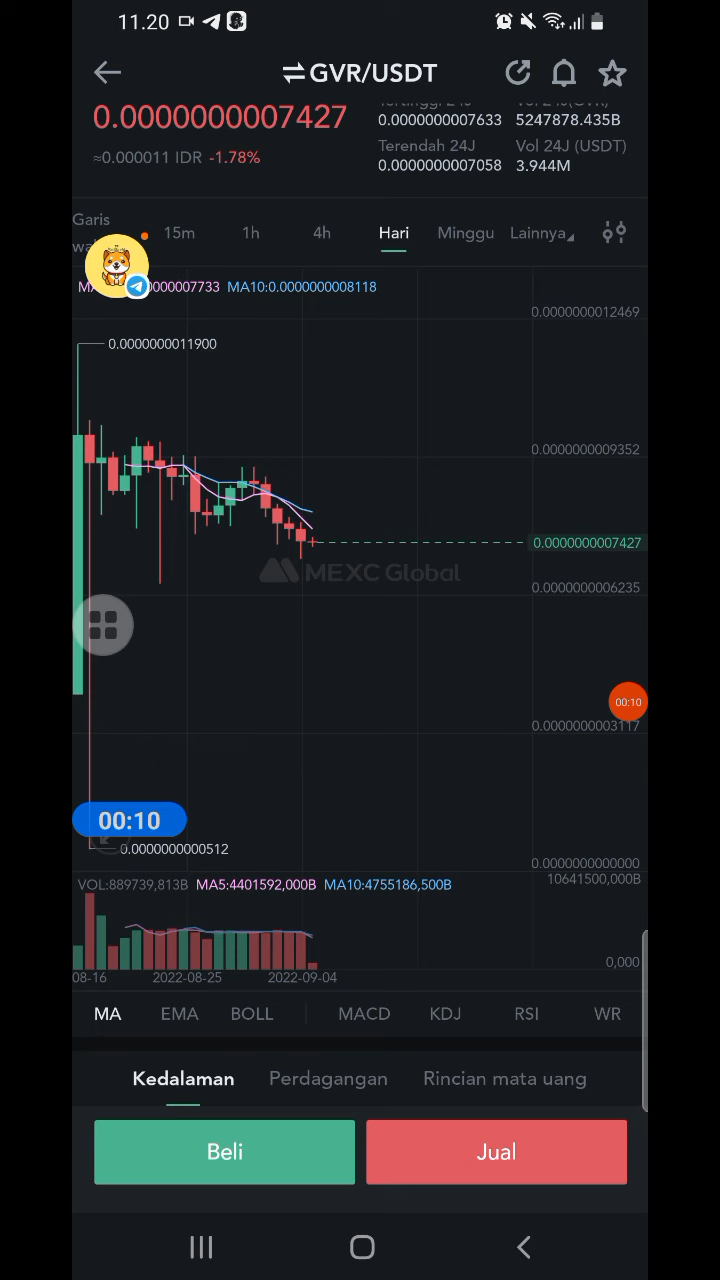 11.20
GVR/USDT
0.0000000007427
0.0000000007633 5247878.435B
≈0.000011 IDR -1.78%
Terendah 24J Vol 24J (USDT)
0.0000000007058 3.944M
Garis 15m 1h 4h Hari Minggu Lainnya
0000007733 MA10:0.0000000008118
0.0000000012469
0.0000000011900
0.0000000009352
0.0000000007427
MEXC Global
0.0000000006235
00:10
0.0000000003117
00:10
0.0000000000512
0.0000000000000
VOL:889739,813B MA5:4401592,000B MA10:4755186,500B 10641500,000B
0,000
08-16 2022-08-25 2022-09-04
MA EMA BOLL MACD KDJ RSI WR
Kedalaman Perdagangan Rincian mata uang
Beli Jual